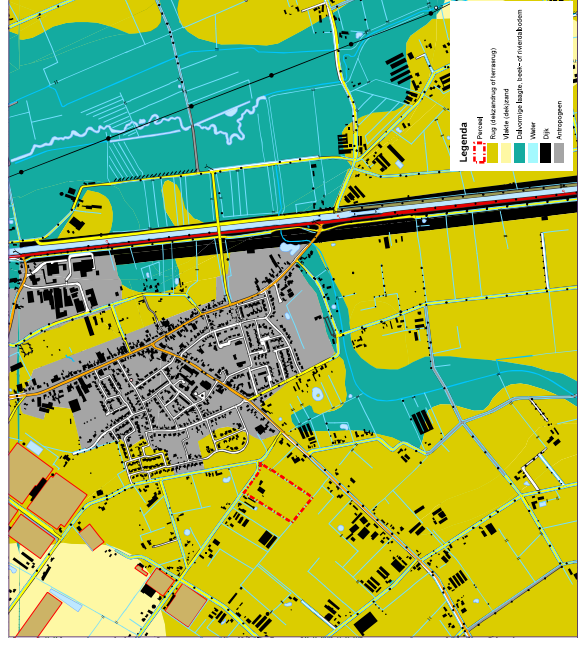 Legenda
Perceel
Rug (dekzandrug of terrasrug)
Vlakte (dek)zand
Dalvormige laagte, beek- of rivierdalbodem
Water
Dijk
Antropogeen